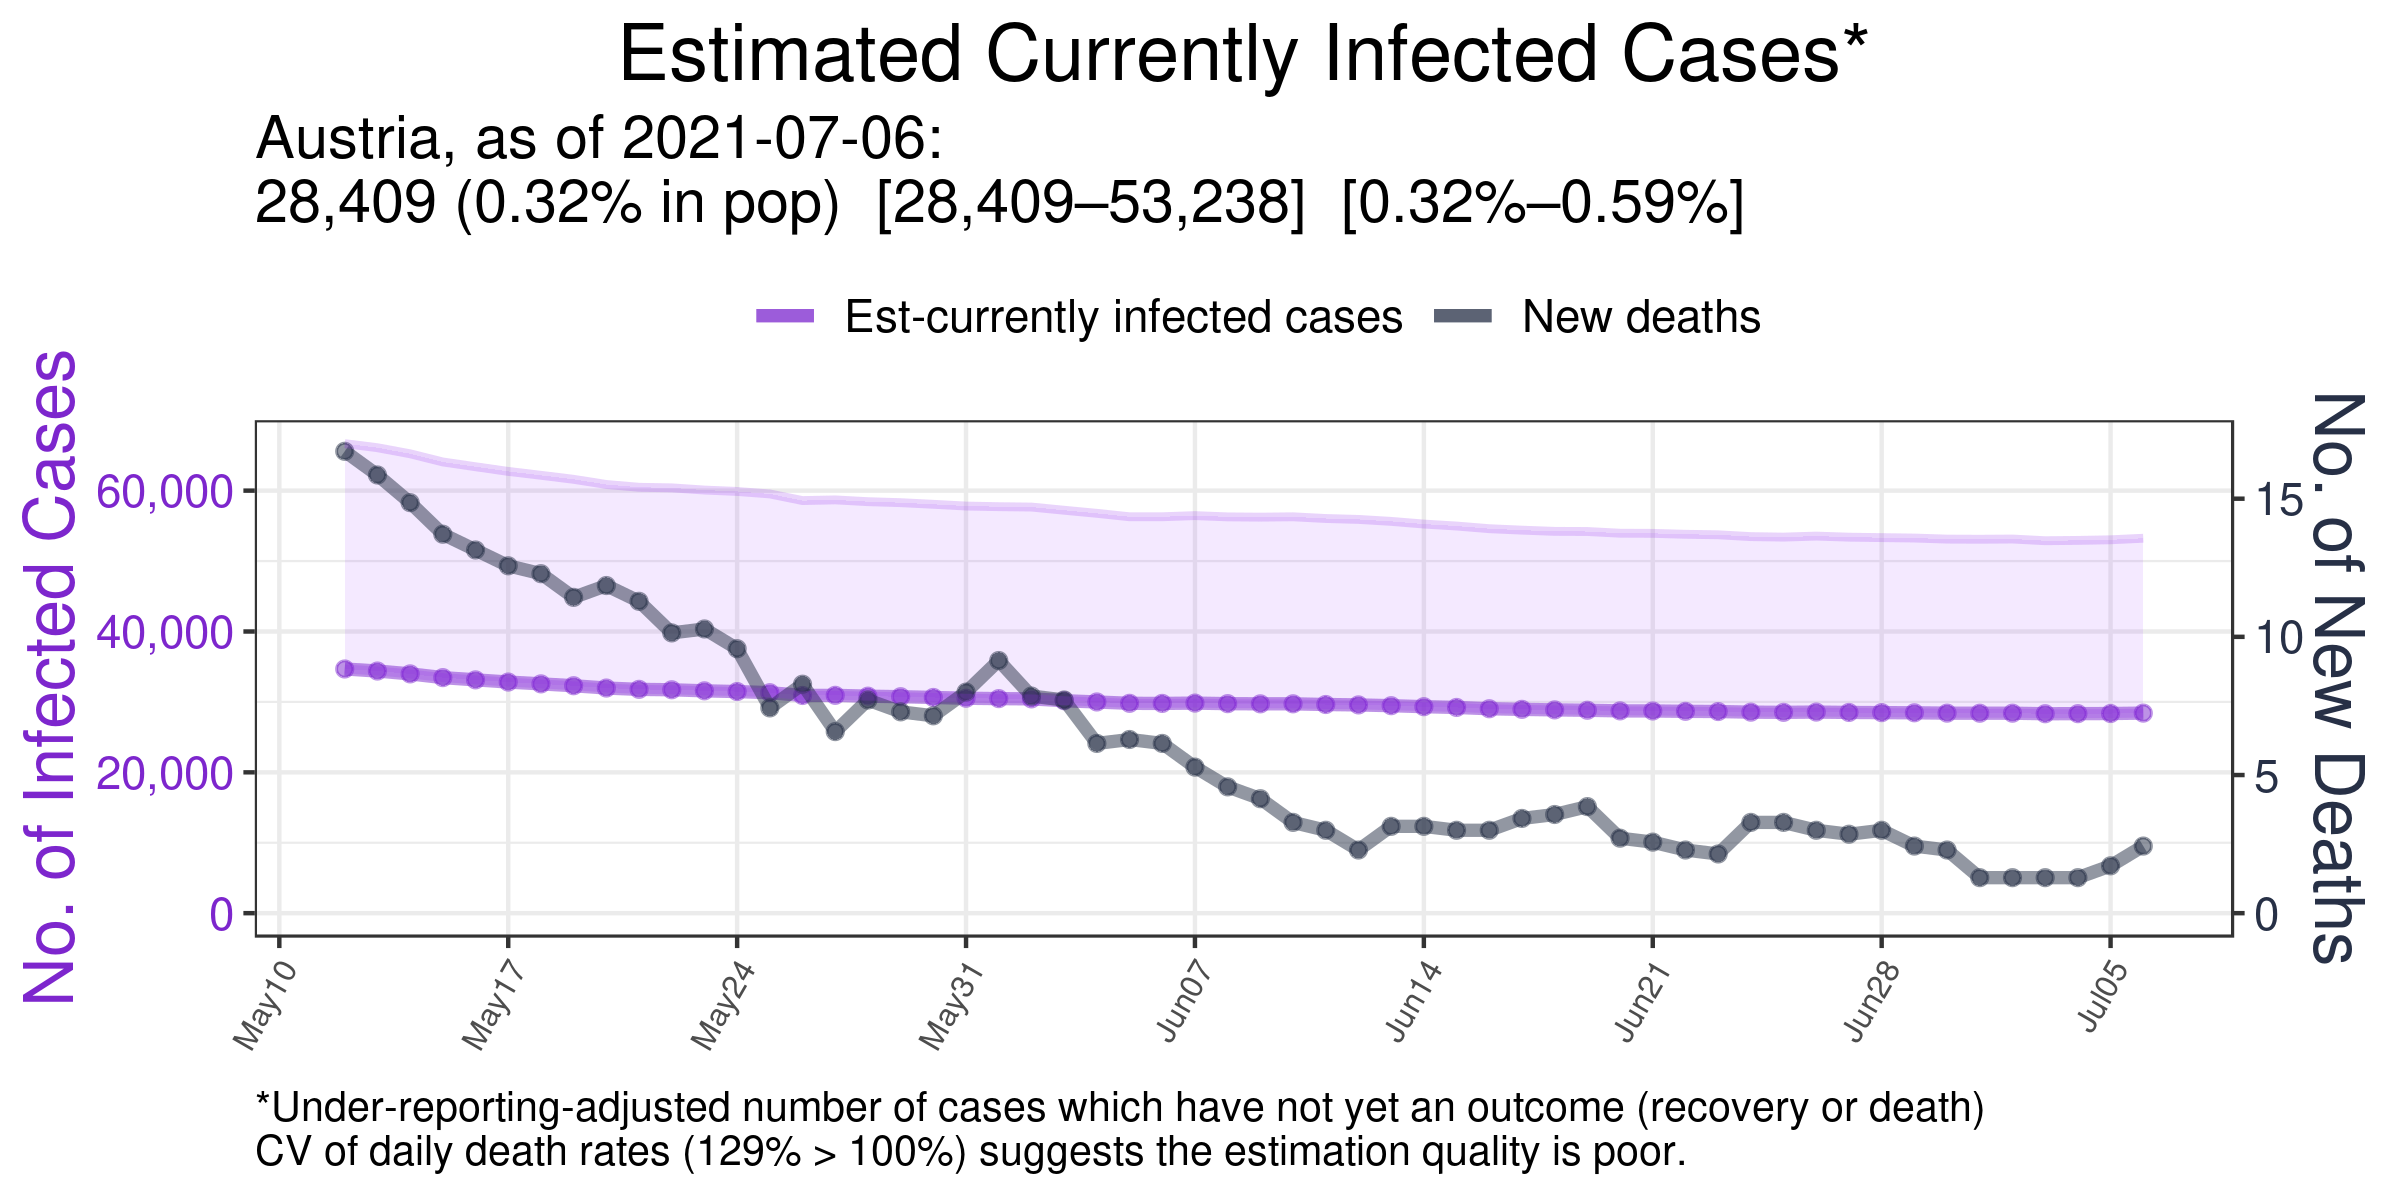 Estimated Currently Infected Cases*
Austria, as of 2021-07-06:
28,409 (0.32% in pop)  [28,409–53,238]  [0.32%–0.59%]
Est-currently infected cases
New deaths
No. of Infected Cases
60,000
40,000
20,000
0
15
10
5
0
No. of New Deaths
May10
May17
May24
May31
Jun07
Jun14
Jun21
Jun28
Jul05
*Under-reporting-adjusted number of cases which have not yet an outcome (recovery or death)
CV of daily death rates (129% > 100%) suggests the estimation quality is poor.